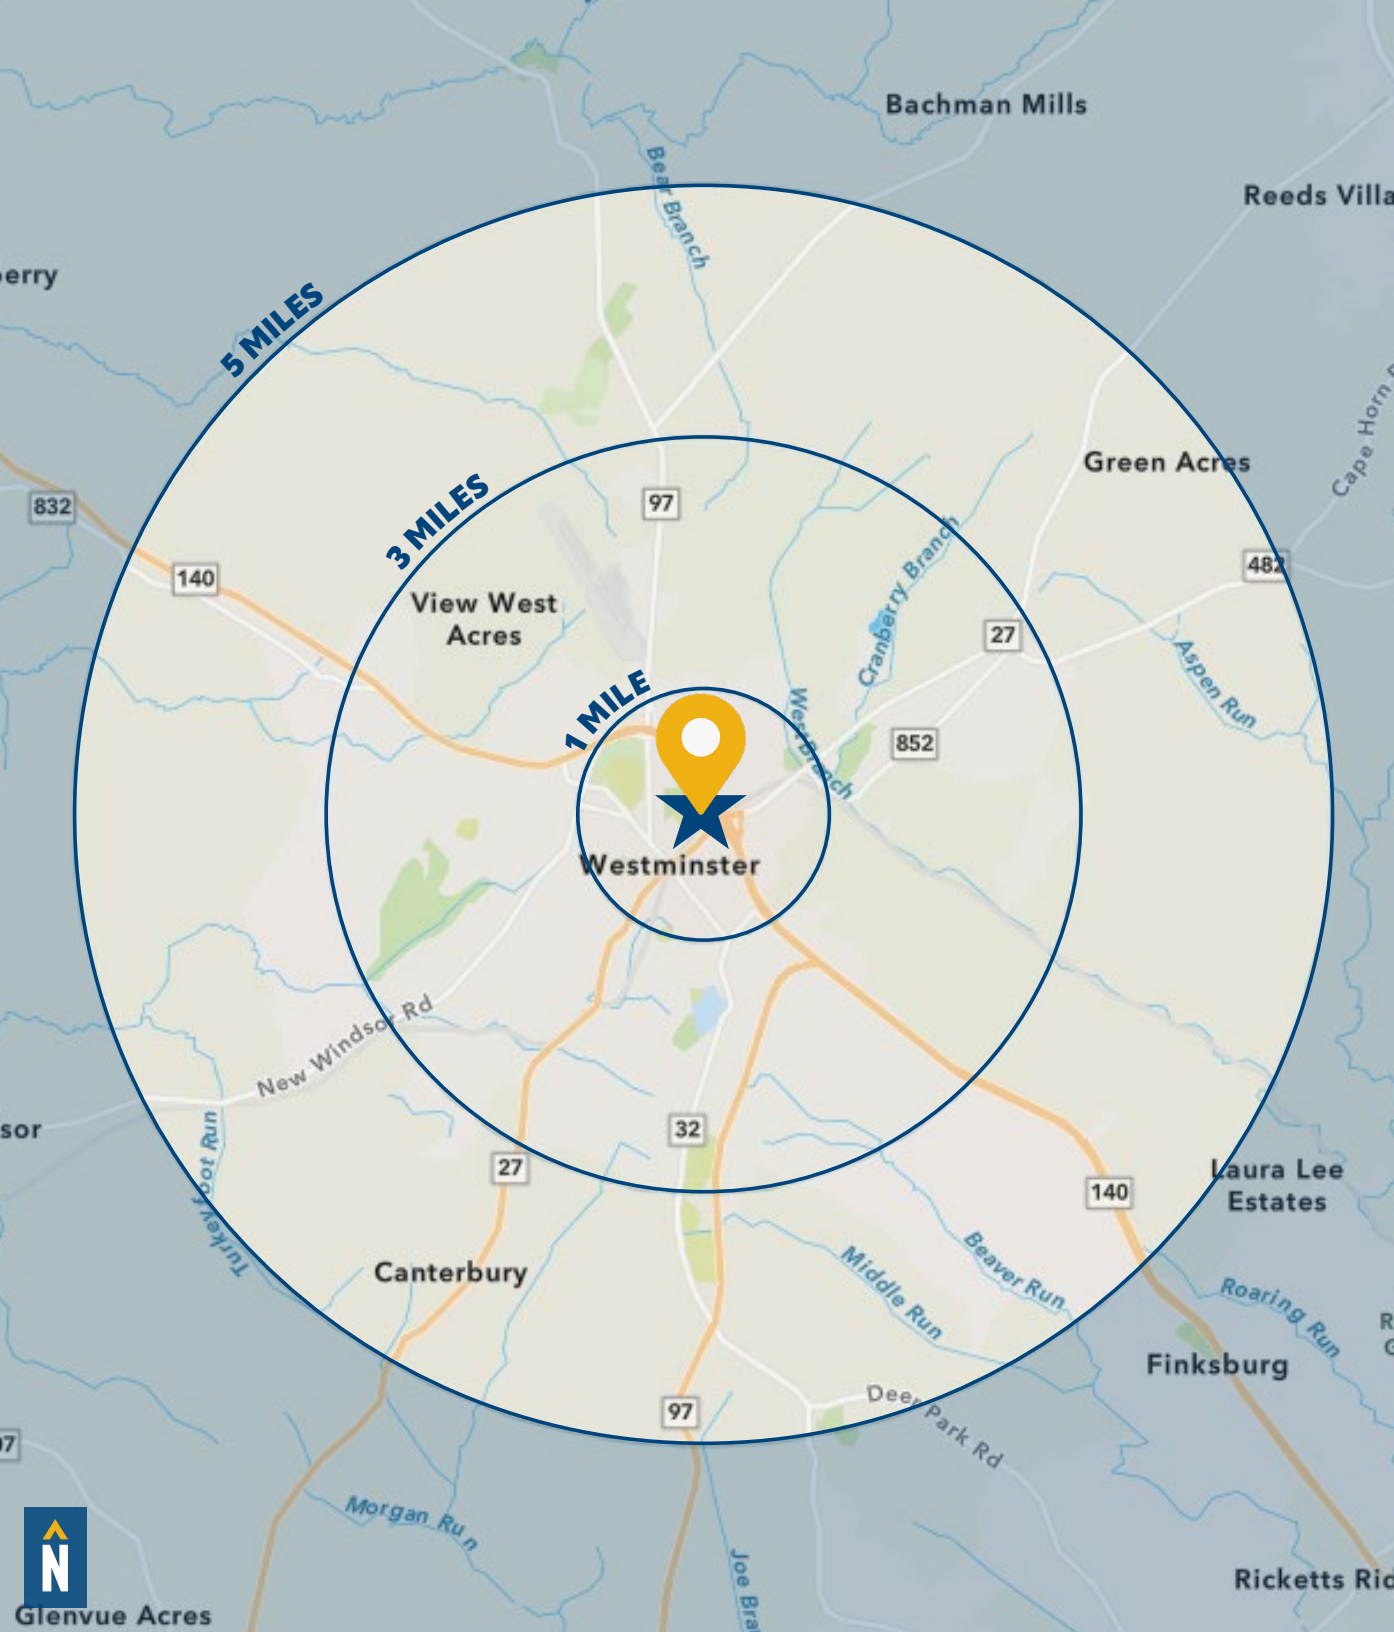 Bachman Mills
Bear Branch
Reeds Villa
erry
5 MILES
3 MILES
Green Acres
Cape Horn
832
97
140
482
Cranberry Branch
View West
Acres
27
Aspen Run
1 MILE
West Branch
852
Westminster
New Windsor Rd
sor
Turkeyfoot Run
32
27
140
Laura Lee
Estates
Canterbury
Middle Run
Beaver Run
Roaring Run
Finksburg
97
Deer Park Rd
Morgan Run
N
Joe Bra
Ricketts Rid
Glenvue Acres